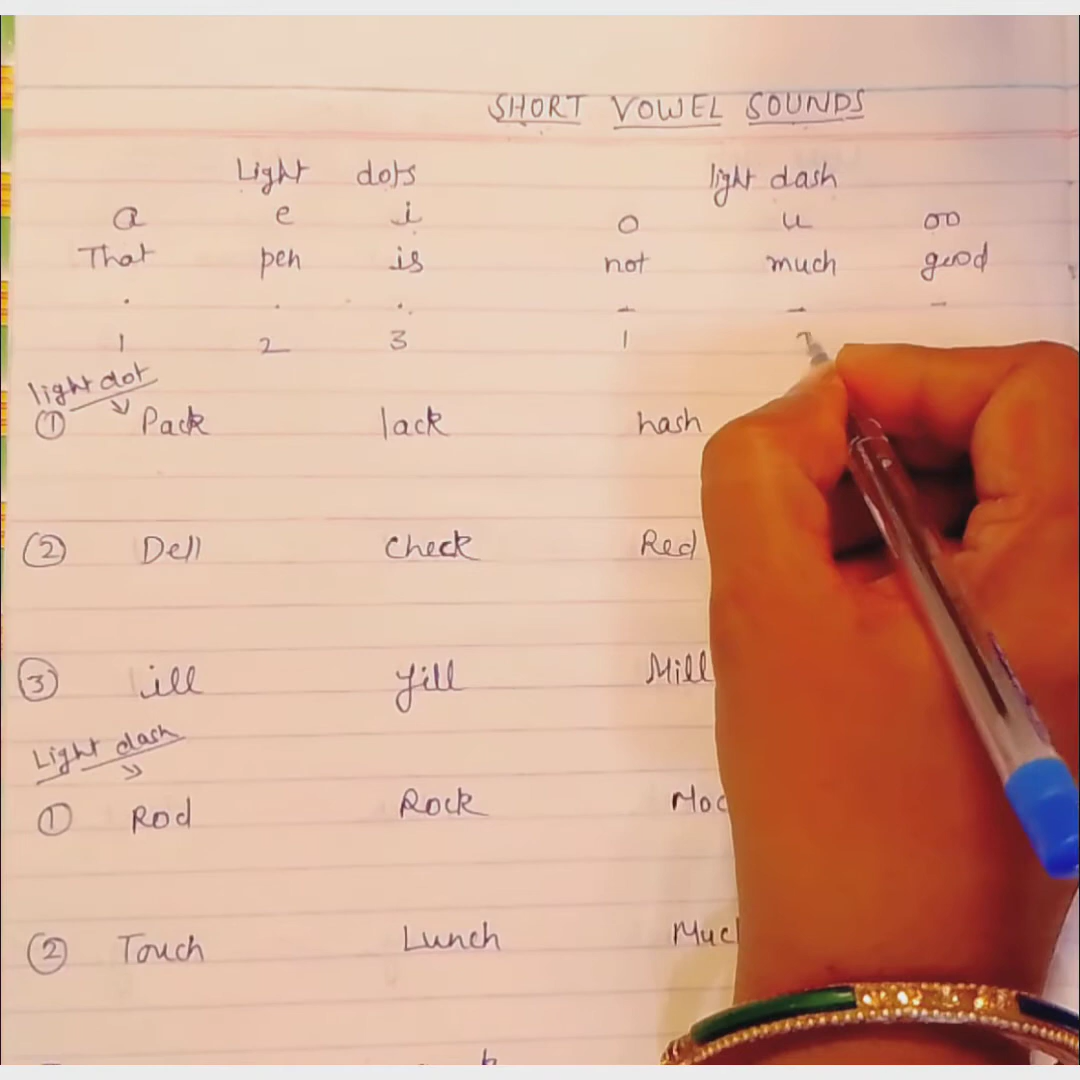 SHORT VOWEL SOUNDS
Light dots light dash
a e i o u oo
That pen is not much good
. . . - - -
1 2 3 1
light dot
① Pack lack hash
② Dell Check Red
③ ill Jill Mill
Light dash
① Rod Rock
② Touch Lunch